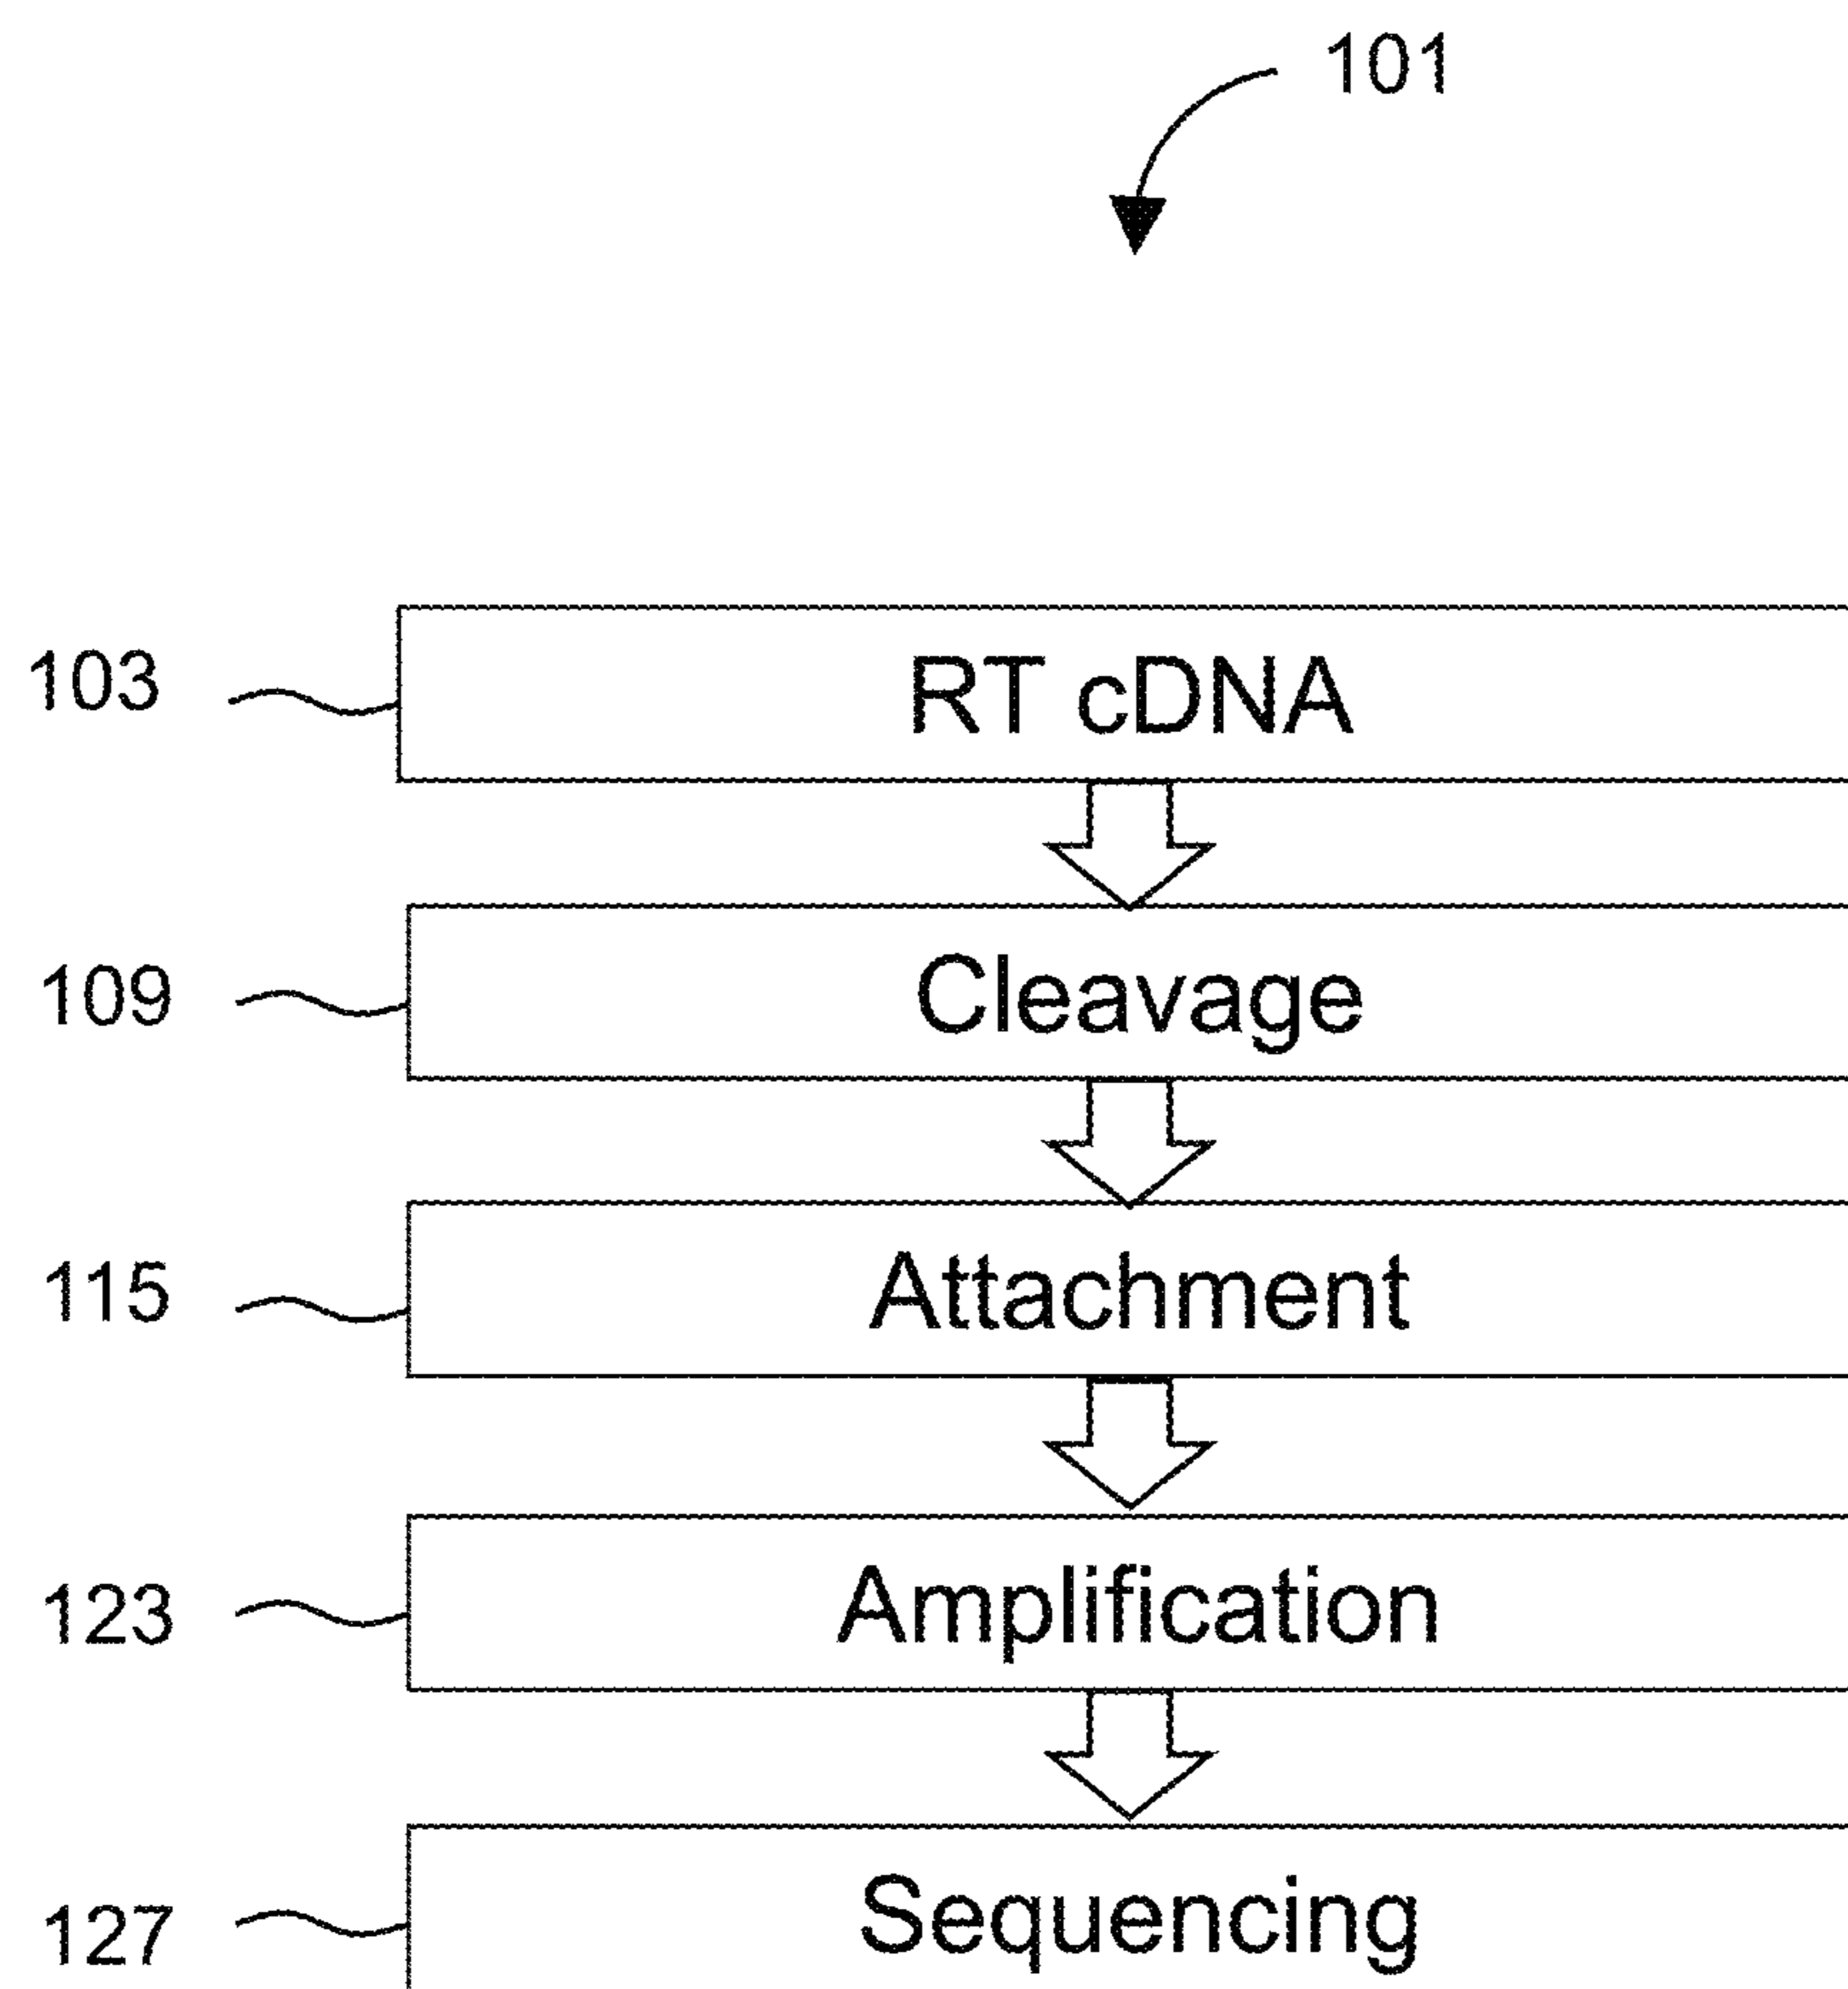 101
103 RT cDNA
109 Cleavage
115 Attachment
123 Amplification
127 Sequencing